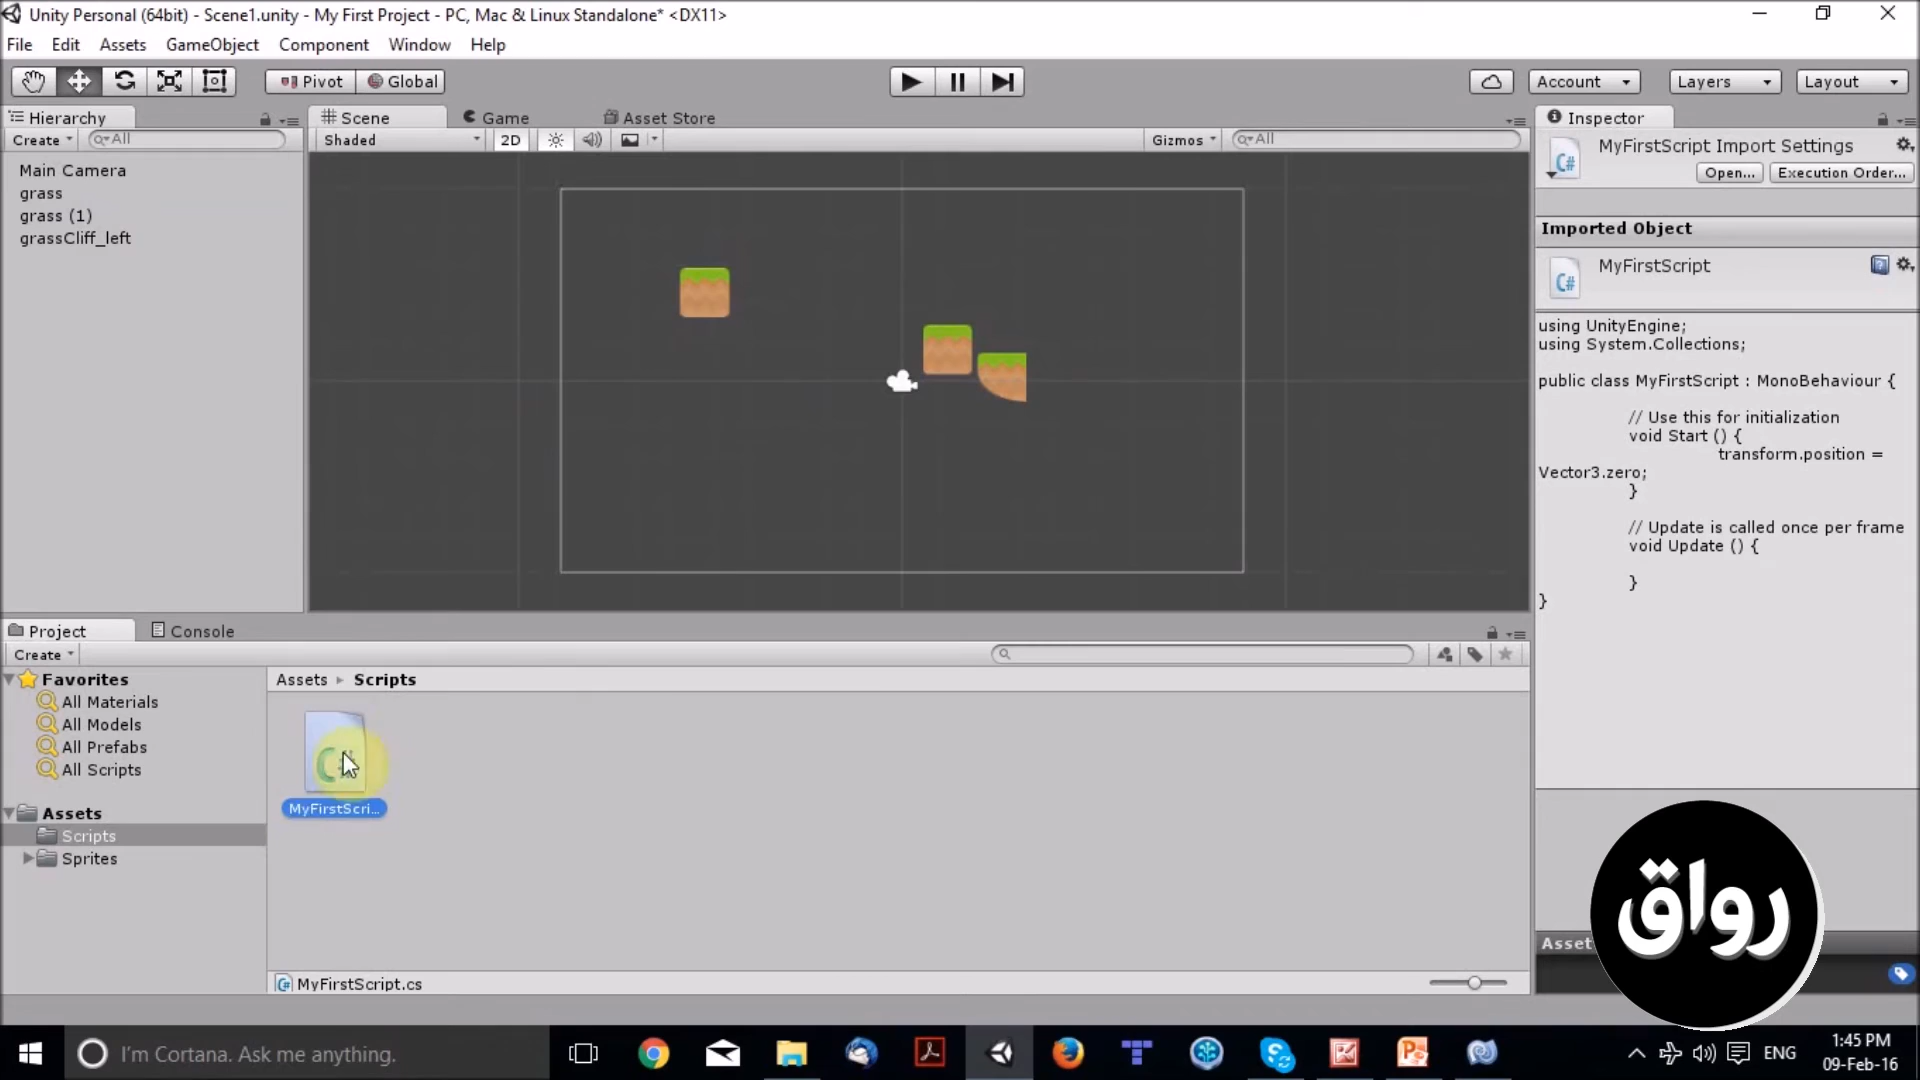 Unity Personal (64bit) - Scene1.unity - My First Project - PC, Mac & Linux Standalone* <DX11>
File Edit Assets GameObject Component Window Help
Pivot Global Account Layers Layout
Hierarchy
Create All
Main Camera
grass
grass (1)
grassCliff_left
Scene Game Asset Store
Shaded 2D Gizmos All
Inspector
MyFirstScript Import Settings
Open... Execution Order...
Imported Object
MyFirstScript
using UnityEngine;
using System.Collections;
public class MyFirstScript : MonoBehaviour {
// Use this for initialization
void Start () {
transform.position =
Vector3.zero;
}
// Update is called once per frame
void Update () {
}
}
Project Console
Create
Favorites
All Materials
All Models
All Prefabs
All Scripts
Assets
Scripts
Sprites
Assets Scripts
C#
MyFirstScri...
MyFirstScript.cs
Asset
رواق
I'm Cortana. Ask me anything.
ENG
1:45 PM
09-Feb-16